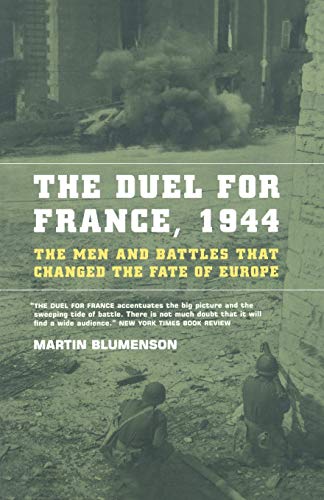 THE DUEL FOR
FRANCE, 1944
THE MEN AND BATTLES THAT
CHANGED THE FATE OF EUROPE
"THE DUEL FOR FRANCE accentuates the big picture and the
sweeping tide of battle. There is not much doubt that it will
find a wide audience." NEW YORK TIMES BOOK REVIEW
MARTIN BLUMENSON